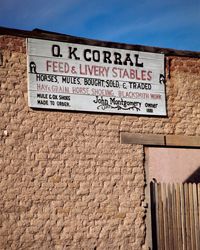 O.K. CORRAL
FEED & LIVERY STABLES
HORSES, MULES, BOUGHT, SOLD, & TRADED
HAY & GRAIN, HORSE SHOEING, BLACKSMITH WORK
MULE & OX SHOES
MADE TO ORDER.
John Montgomery OWNER